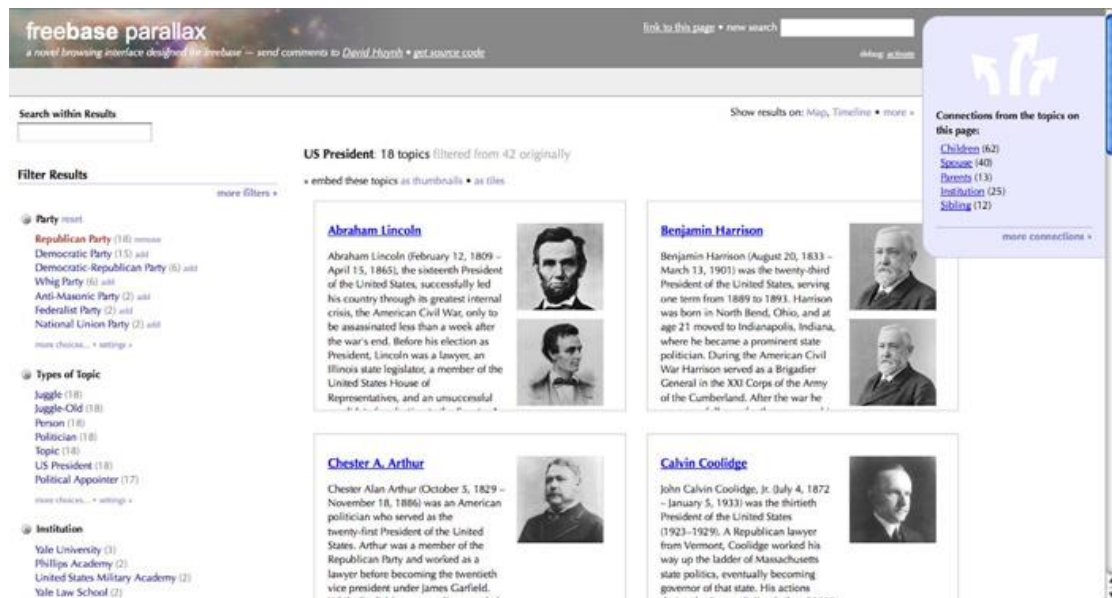 freebase parallax
a novel browsing interface designed for freebase — send comments to David Huynh • get source code
link to this page • new search
debug: activate
Search within Results
Filter Results
more filters »
Party reset
Republican Party (18) remove
Democratic Party (15) add
Democratic-Republican Party (6) add
Whig Party (6) add
Anti-Masonic Party (2) add
Federalist Party (2) add
National Union Party (2) add
more choices... • settings »
Types of Topic
Juggle (18)
Juggle-Old (18)
Person (18)
Politician (18)
Topic (18)
US President (18)
Political Appointer (17)
more choices... • settings »
Institution
Yale University (3)
Phillips Academy (2)
United States Military Academy (2)
Yale Law School (2)
Show results on: Map, Timeline • more »
US President: 18 topics filtered from 42 originally
» embed these topics as thumbnails • as tiles
Abraham Lincoln
Abraham Lincoln (February 12, 1809 –
April 15, 1865), the sixteenth President
of the United States, successfully led
his country through its greatest internal
crisis, the American Civil War, only to
be assassinated less than a week after
the war's end. Before his election as
President, Lincoln was a lawyer, an
Illinois state legislator, a member of the
United States House of
Representatives, and an unsuccessful
Benjamin Harrison
Benjamin Harrison (August 20, 1833 –
March 13, 1901) was the twenty-third
President of the United States, serving
one term from 1889 to 1893. Harrison
was born in North Bend, Ohio, and at
age 21 moved to Indianapolis, Indiana,
where he became a prominent state
politician. During the American Civil
War Harrison served as a Brigadier
General in the XXI Corps of the Army
of the Cumberland. After the war he
Chester A. Arthur
Chester Alan Arthur (October 5, 1829 –
November 18, 1886) was an American
politician who served as the
twenty-first President of the United
States. Arthur was a member of the
Republican Party and worked as a
lawyer before becoming the twentieth
vice president under James Garfield.
Calvin Coolidge
John Calvin Coolidge, Jr. (July 4, 1872
– January 5, 1933) was the thirtieth
President of the United States
(1923–1929). A Republican lawyer
from Vermont, Coolidge worked his
way up the ladder of Massachusetts
state politics, eventually becoming
governor of that state. His actions
Connections from the topics on
this page:
Children (62)
Spouse (40)
Parents (13)
Institution (25)
Sibling (12)
more connections »